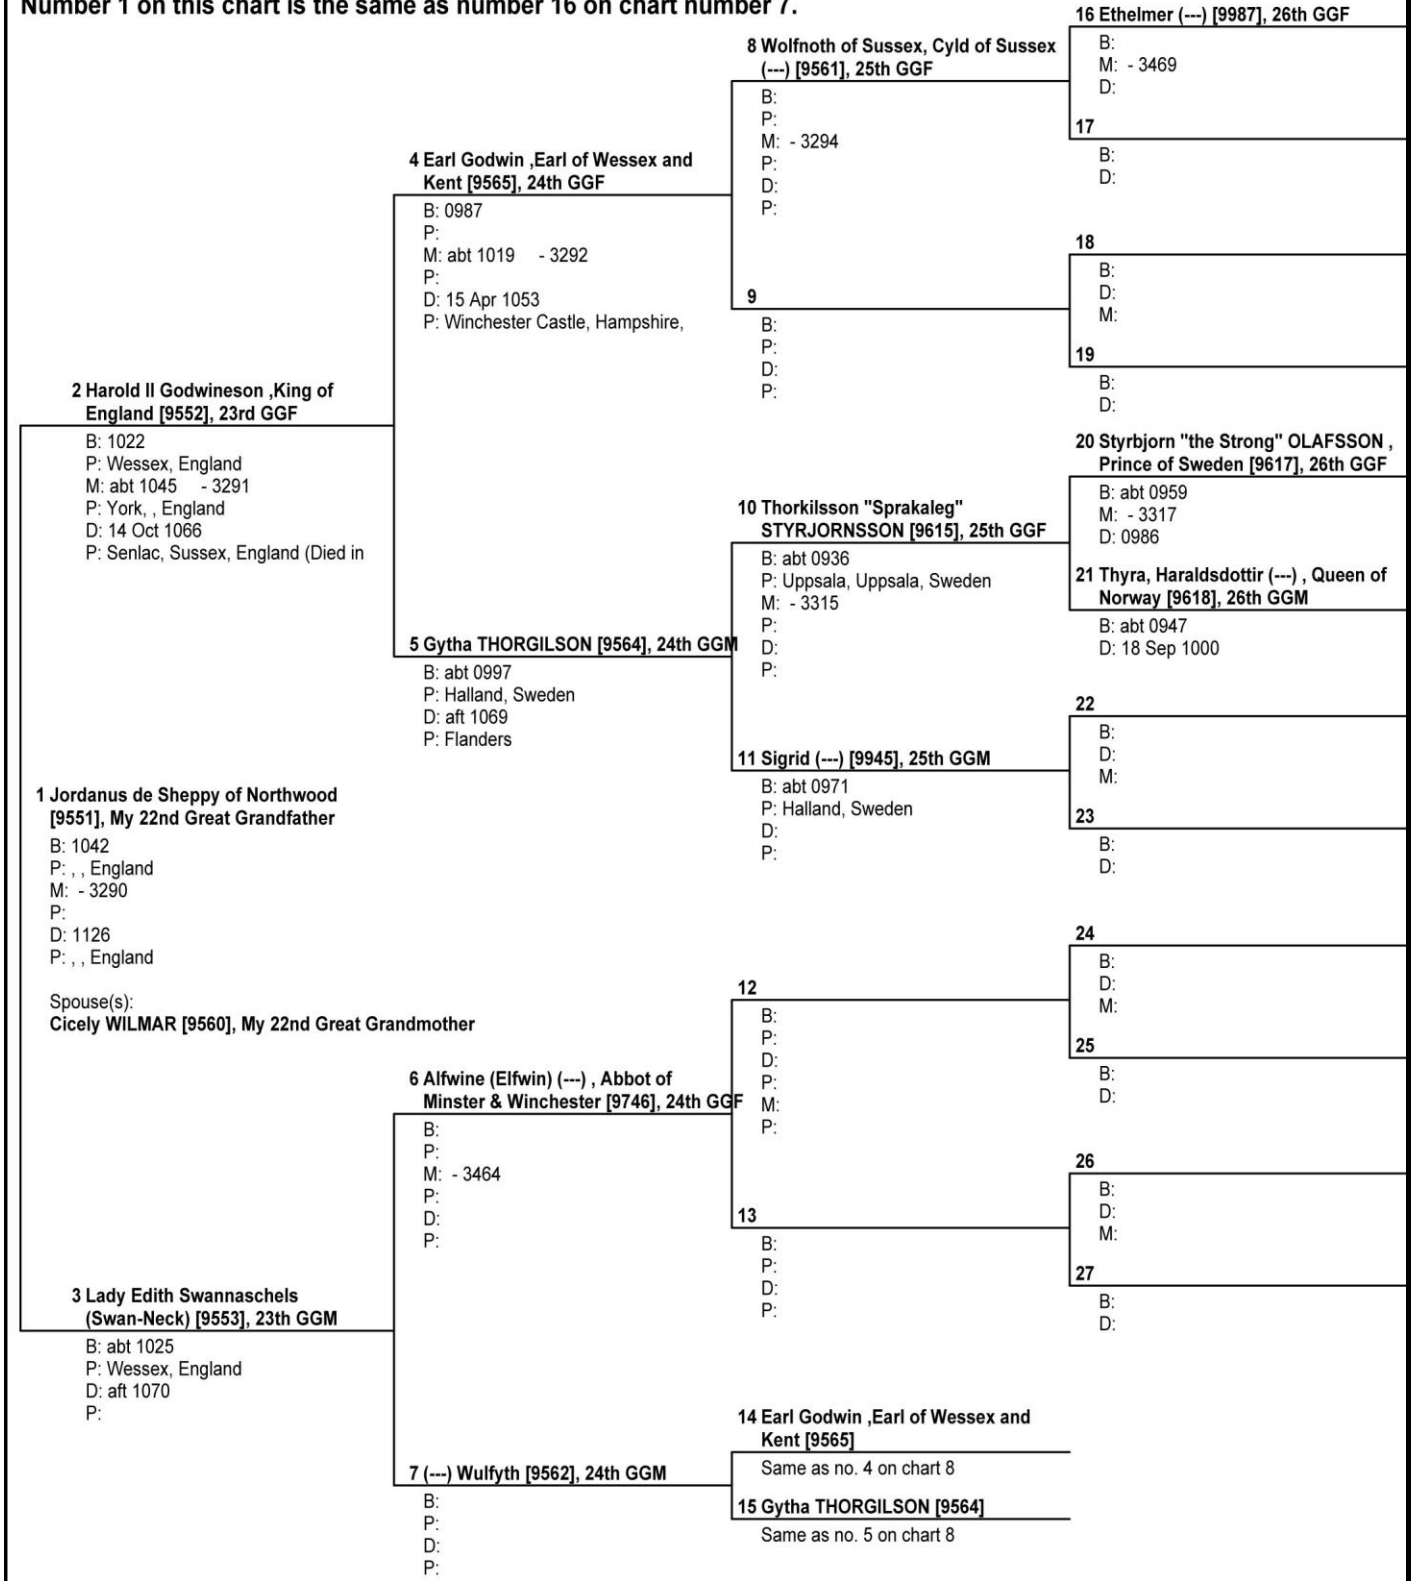 Number 1 on this chart is the same as number 16 on chart number 7.
1 Jordanus de Sheppy of Northwood
[9551], My 22nd Great Grandfather
B: 1042
P: , , England
M: - 3290
P:
D: 1126
P: , , England
Spouse(s):
Cicely WILMAR [9560], My 22nd Great Grandmother
2 Harold II Godwineson ,King of
England [9552], 23rd GGF
B: 1022
P: Wessex, England
M: abt 1045 - 3291
P: York, , England
D: 14 Oct 1066
P: Senlac, Sussex, England (Died in
3 Lady Edith Swannaschels
(Swan-Neck) [9553], 23th GGM
B: abt 1025
P: Wessex, England
D: aft 1070
P:
4 Earl Godwin ,Earl of Wessex and
Kent [9565], 24th GGF
B: 0987
P:
M: abt 1019 - 3292
P:
D: 15 Apr 1053
P: Winchester Castle, Hampshire,
5 Gytha THORGILSON [9564], 24th GGM
B: abt 0997
P: Halland, Sweden
D: aft 1069
P: Flanders
6 Alfwine (Elfwin) (---) , Abbot of
Minster & Winchester [9746], 24th GGF
B:
P:
M: - 3464
P:
D:
P:
7 (---) Wulfyth [9562], 24th GGM
B:
P:
D:
P:
8 Wolfnoth of Sussex, Cyld of Sussex
(---) [9561], 25th GGF
B:
P:
M: - 3294
P:
D:
P:
9
B:
P:
D:
P:
10 Thorkilsson "Sprakaleg"
STYRJORNSSON [9615], 25th GGF
B: abt 0936
P: Uppsala, Uppsala, Sweden
M: - 3315
P:
D:
P:
11 Sigrid (---) [9945], 25th GGM
B: abt 0971
P: Halland, Sweden
D:
P:
12
B:
P:
D:
P:
M:
P:
13
B:
P:
D:
P:
14 Earl Godwin ,Earl of Wessex and
Kent [9565]
Same as no. 4 on chart 8
15 Gytha THORGILSON [9564]
Same as no. 5 on chart 8
16 Ethelmer (---) [9987], 26th GGF
B:
M: - 3469
D:
17
B:
D:
18
B:
D:
M:
19
B:
D:
20 Styrbjorn "the Strong" OLAFSSON ,
Prince of Sweden [9617], 26th GGF
B: abt 0959
M: - 3317
D: 0986
21 Thyra, Haraldsdottir (---) , Queen of
Norway [9618], 26th GGM
B: abt 0947
D: 18 Sep 1000
22
B:
D:
M:
23
B:
D:
24
B:
D:
M:
25
B:
D:
26
B:
D:
M:
27
B:
D: